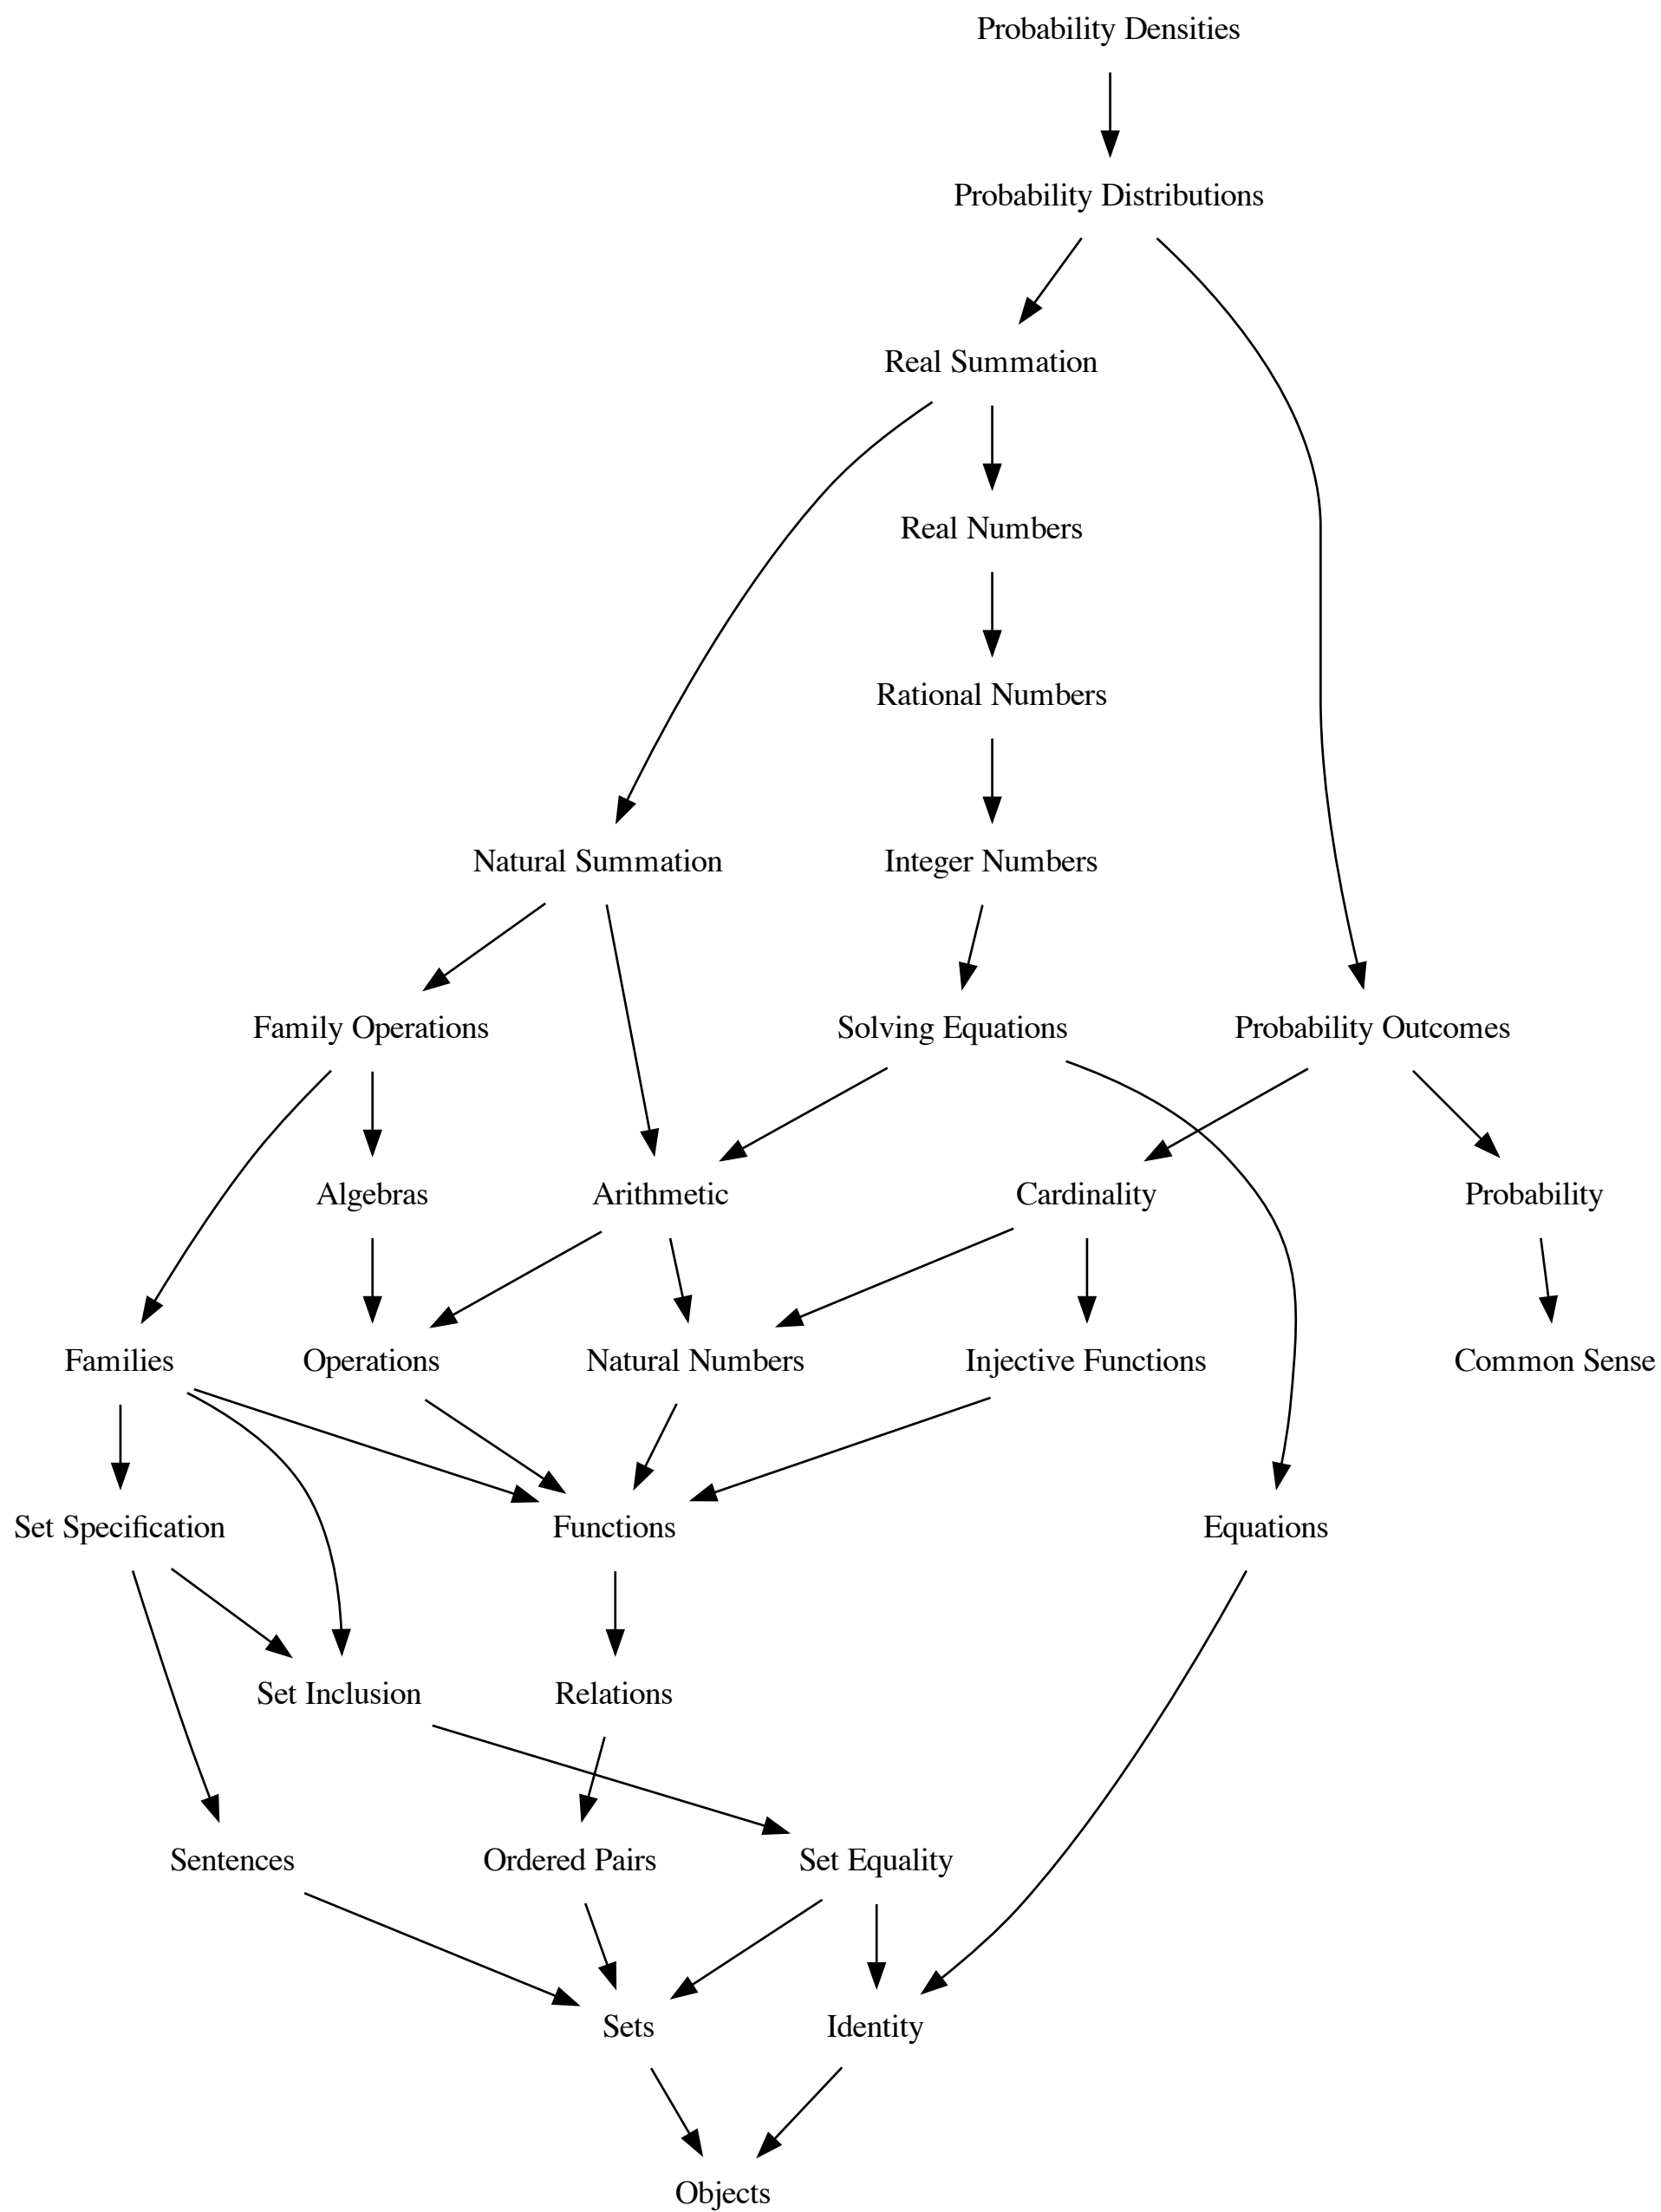 Probability Densities
Probability Distributions
Real Summation
Real Numbers
Rational Numbers
Natural Summation
Integer Numbers
Family Operations
Solving Equations
Probability Outcomes
Algebras
Arithmetic
Cardinality
Probability
Families
Operations
Natural Numbers
Injective Functions
Common Sense
Set Specification
Functions
Equations
Set Inclusion
Relations
Sentences
Ordered Pairs
Set Equality
Sets
Identity
Objects